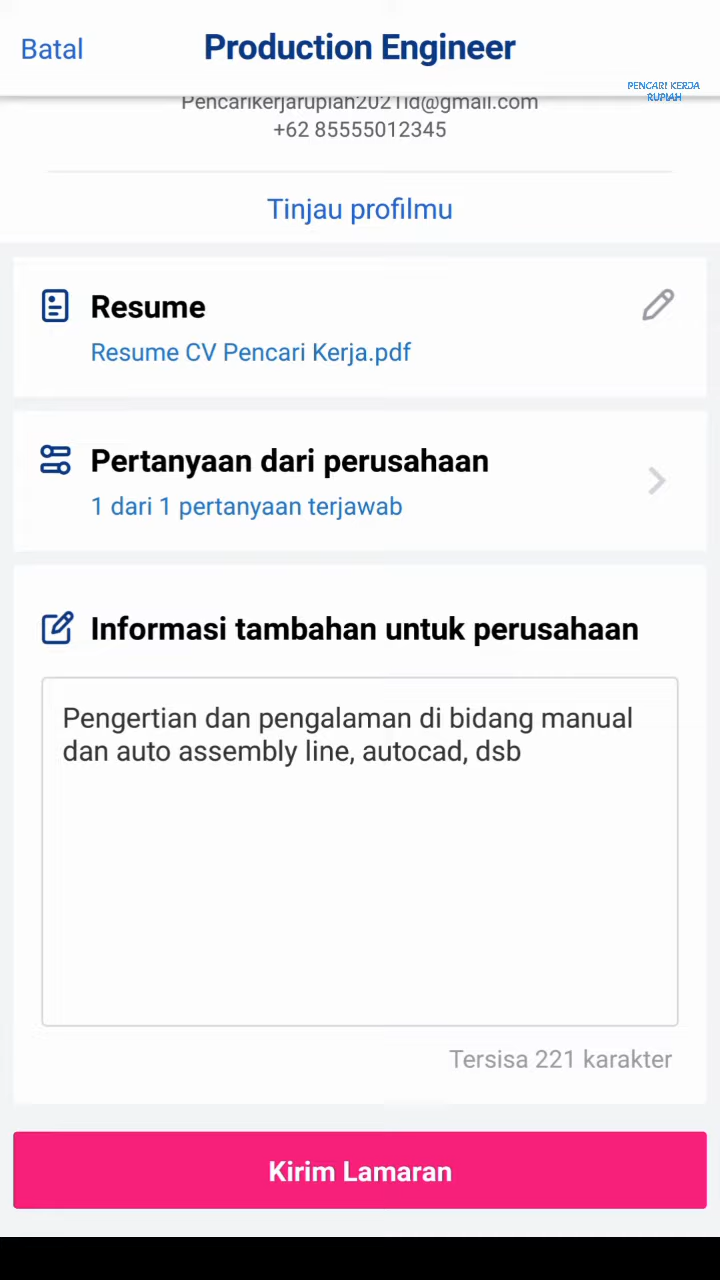 Batal
Production Engineer
PENCARI KERJA
RUPIAH
Pencarikerjarupiah2021id@gmail.com
+62 85555012345
Tinjau profilmu
Resume
Resume CV Pencari Kerja.pdf
Pertanyaan dari perusahaan
1 dari 1 pertanyaan terjawab
Informasi tambahan untuk perusahaan
Pengertian dan pengalaman di bidang manual
dan auto assembly line, autocad, dsb
Tersisa 221 karakter
Kirim Lamaran